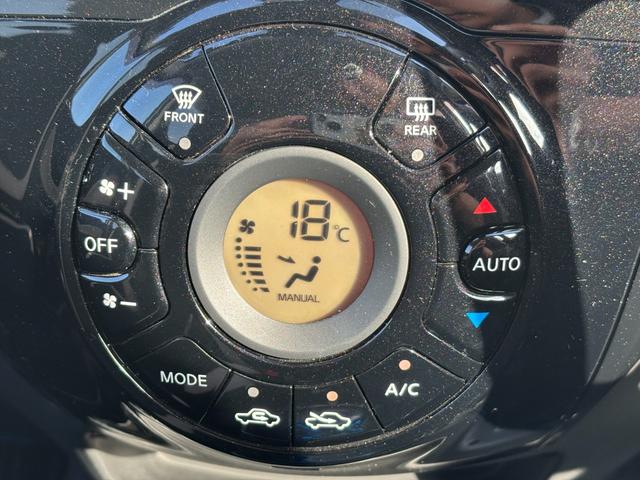 FRONT
REAR
+
18°C
OFF
AUTO
MANUAL
−
MODE
A/C